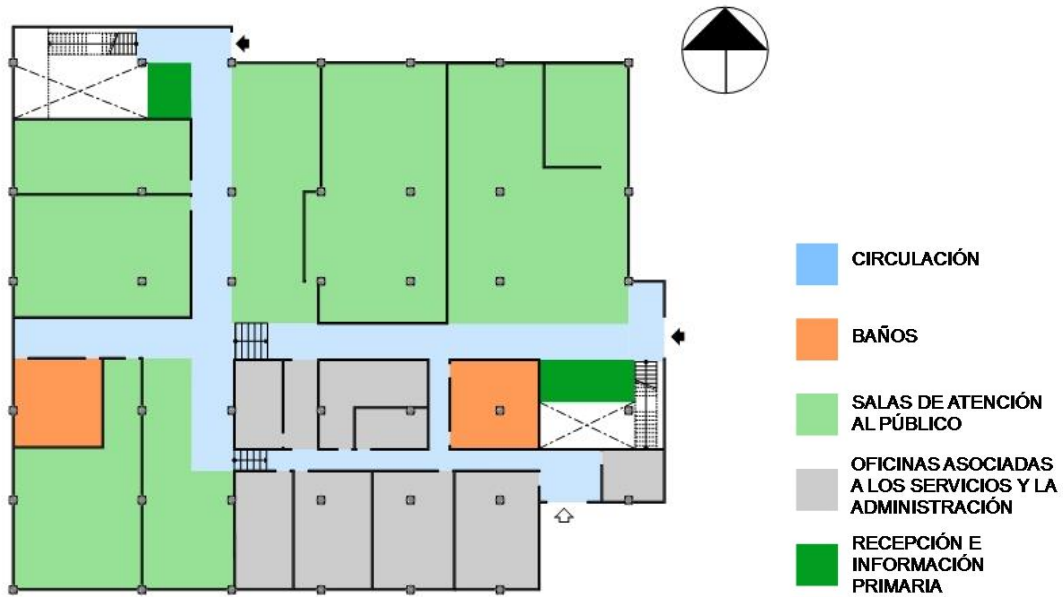 CIRCULACIÓN
BAÑOS
SALAS DE ATENCIÓN
AL PÚBLICO
OFICINAS ASOCIADAS
A LOS SERVICIOS Y LA
ADMINISTRACIÓN
RECEPCIÓN E
INFORMACIÓN
PRIMARIA